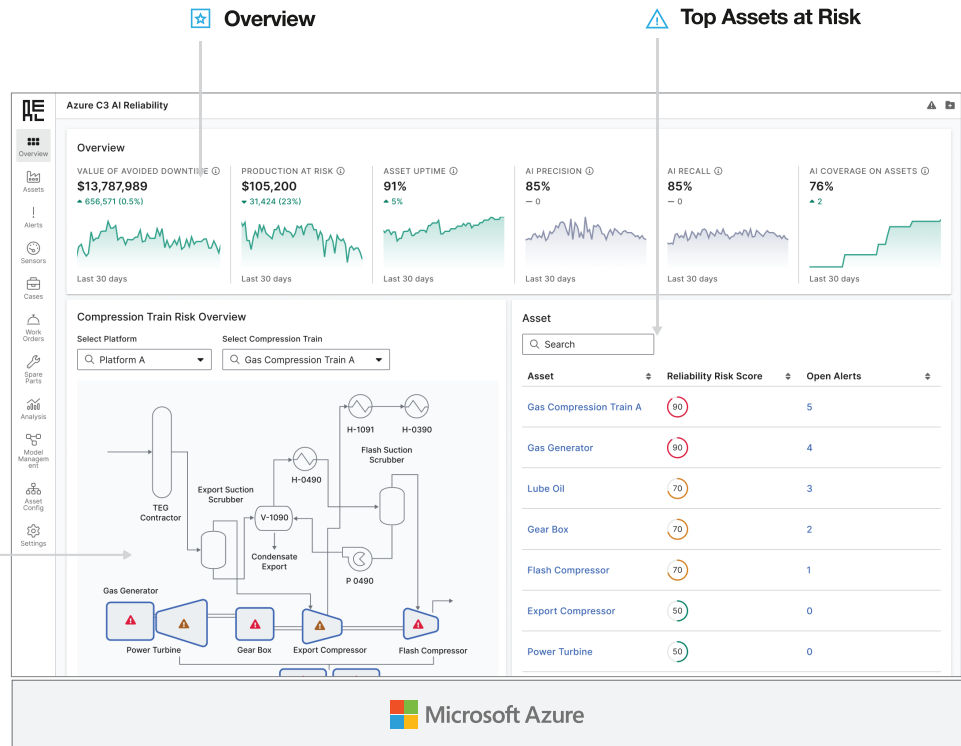 Overview
Top Assets at Risk
Azure C3 AI Reliability
Overview
Assets
Alerts
Sensors
Cases
Work
Orders
Spare
Parts
Analysis
Model
Managem
ent
Asset
Config
Settings
Overview
VALUE OF AVOIDED DOWNTIME
$13,787,989
656,571 (0.5%)
Last 30 days
PRODUCTION AT RISK
$105,200
31,424 (23%)
Last 30 days
ASSET UPTIME
91%
5%
Last 30 days
AI PRECISION
85%
— 0
Last 30 days
AI RECALL
85%
— 0
Last 30 days
AI COVERAGE ON ASSETS
76%
2
Last 30 days
Compression Train Risk Overview
Select Platform
Platform A
Select Compression Train
Gas Compression Train A
H-1091
H-0390
Flash Suction
Scrubber
H-0490
Export Suction
Scrubber
TEG
Contractor
V-1090
Condensate
Export
P 0490
Gas Generator
Power Turbine
Gear Box
Export Compressor
Flash Compressor
Asset
Search
Asset Reliability Risk Score Open Alerts
Gas Compression Train A 90 5
Gas Generator 90 4
Lube Oil 70 3
Gear Box 70 2
Flash Compressor 70 1
Export Compressor 50 0
Power Turbine 50 0
Microsoft Azure